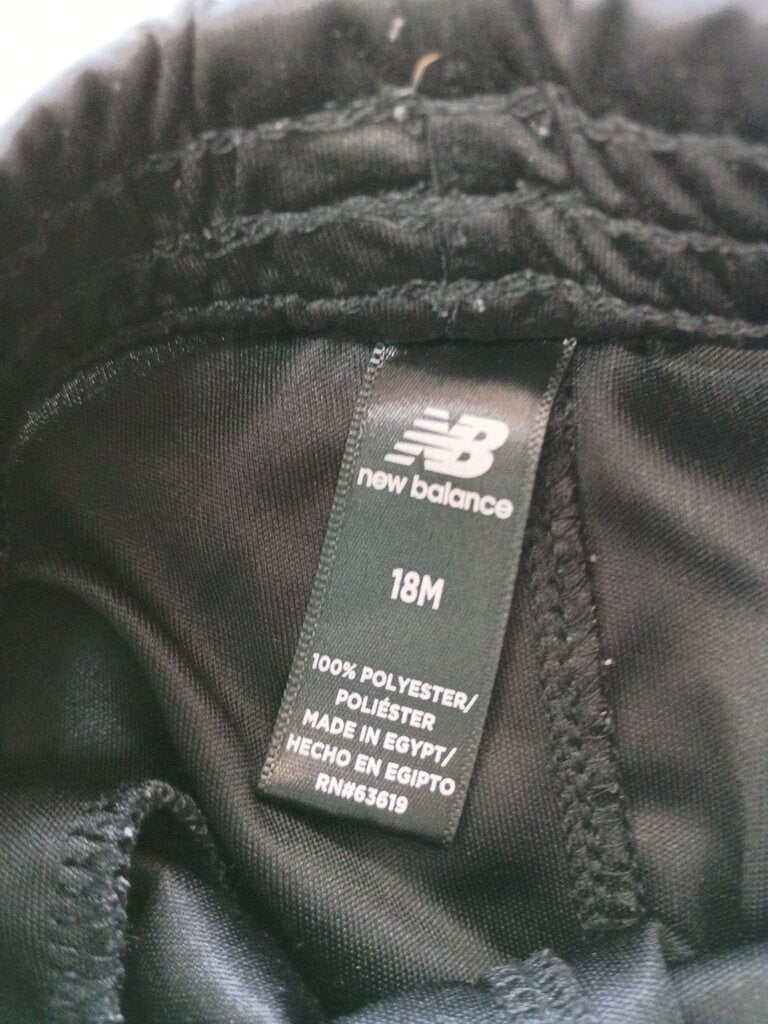 NB
new balance
18M
100% POLYESTER/
POLIÉSTER
MADE IN EGYPT/
HECHO EN EGIPTO
RN#63619